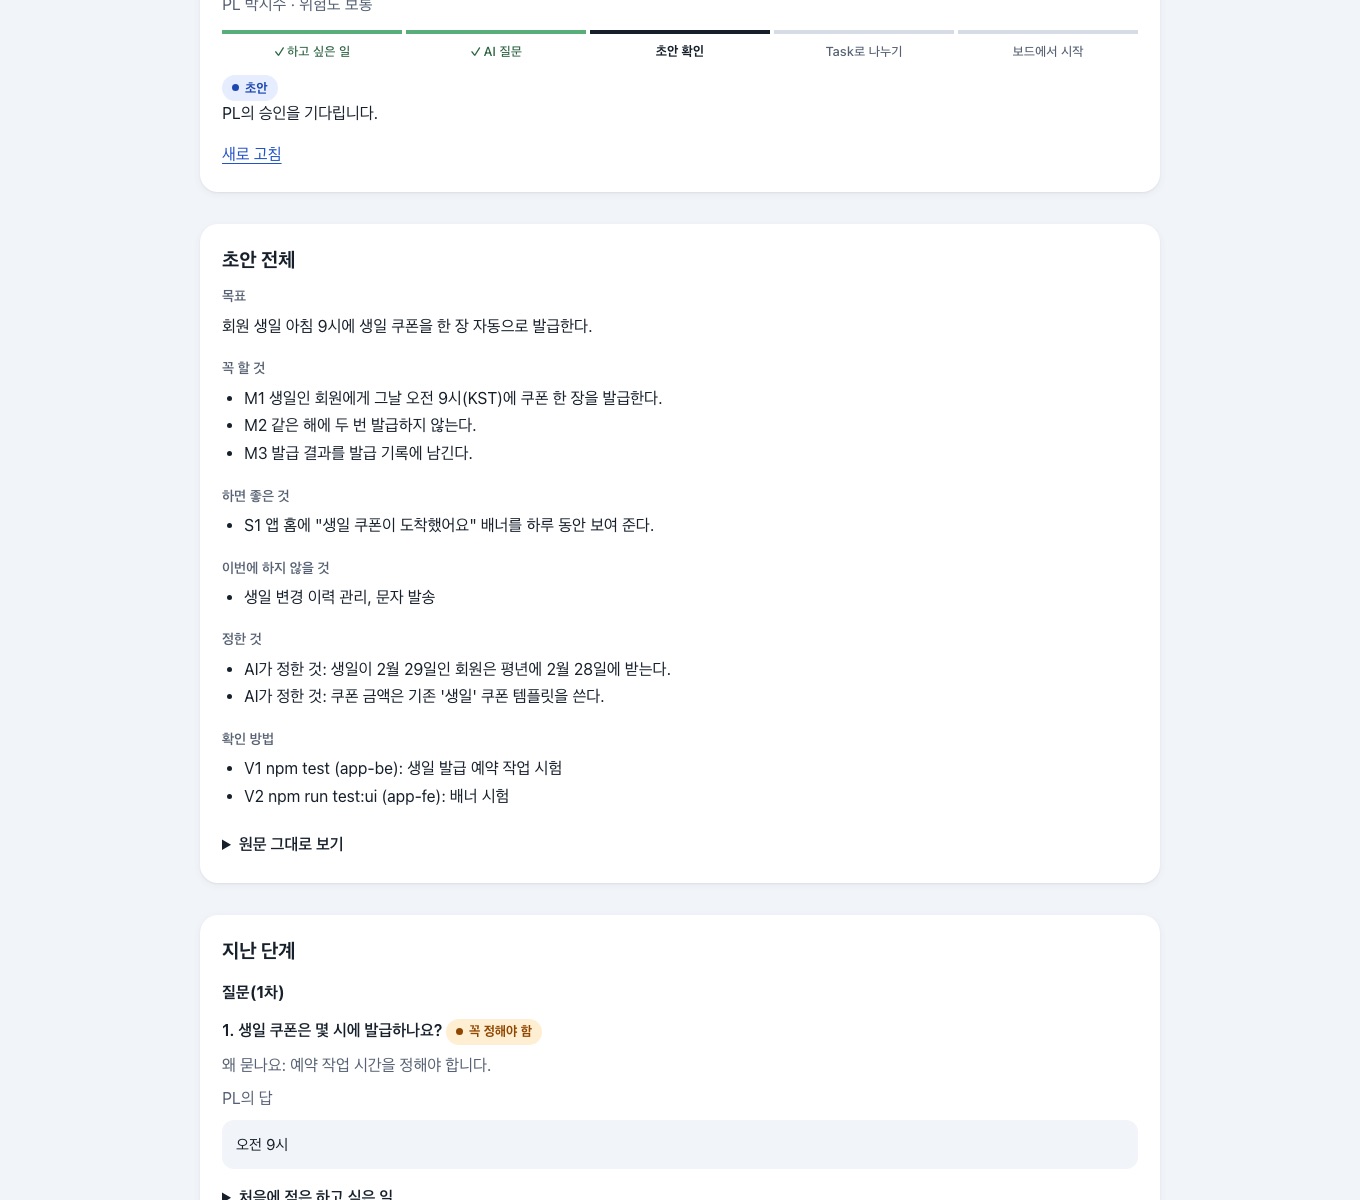 PL 박지수 · 위험도 보통
✓ 하고 싶은 일
✓ AI 질문
초안 확인
Task로 나누기
보드에서 시작
초안
PL의 승인을 기다립니다.
새로 고침
초안 전체
목표
회원 생일 아침 9시에 생일 쿠폰을 한 장 자동으로 발급한다.
꼭 할 것
• M1 생일인 회원에게 그날 오전 9시(KST)에 쿠폰 한 장을 발급한다.
• M2 같은 해에 두 번 발급하지 않는다.
• M3 발급 결과를 발급 기록에 남긴다.
하면 좋은 것
• S1 앱 홈에 "생일 쿠폰이 도착했어요" 배너를 하루 동안 보여 준다.
이번에 하지 않을 것
• 생일 변경 이력 관리, 문자 발송
정한 것
• AI가 정한 것: 생일이 2월 29일인 회원은 평년에 2월 28일에 받는다.
• AI가 정한 것: 쿠폰 금액은 기존 '생일' 쿠폰 템플릿을 쓴다.
확인 방법
• V1 npm test (app-be): 생일 발급 예약 작업 시험
• V2 npm run test:ui (app-fe): 배너 시험
▶ 원문 그대로 보기
지난 단계
질문(1차)
1. 생일 쿠폰은 몇 시에 발급하나요? 꼭 정해야 함
왜 묻나요: 예약 작업 시간을 정해야 합니다.
PL의 답
오전 9시
▶ 처음에 적은 하고 싶은 일